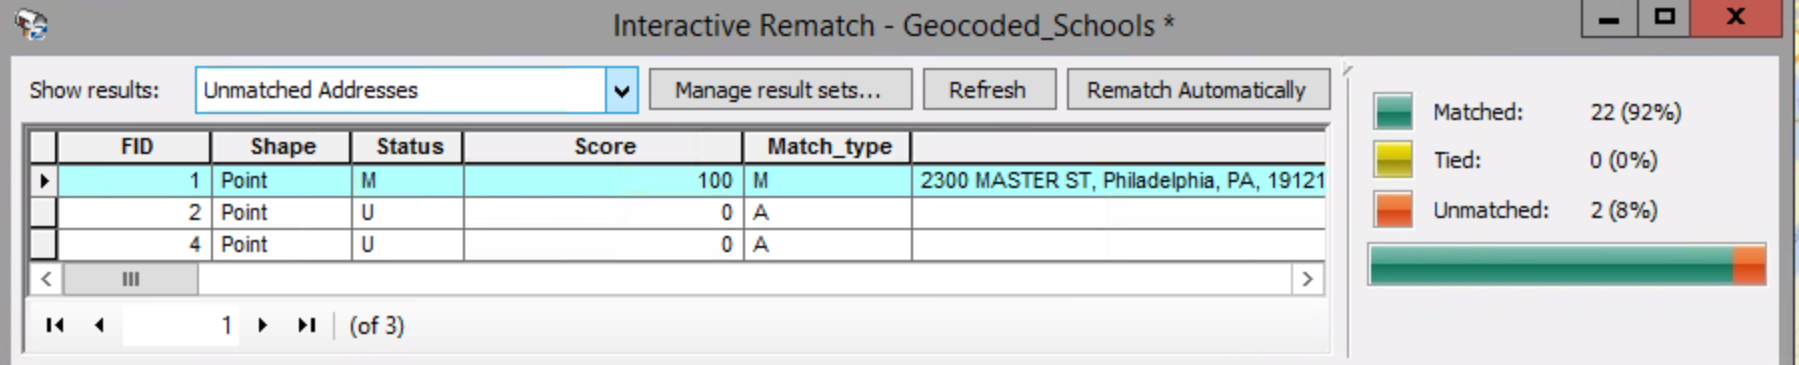 Interactive Rematch - Geocoded_Schools *
Show results: Unmatched Addresses Manage result sets... Refresh Rematch Automatically
FID Shape Status Score Match_type
1 Point M 100 M 2300 MASTER ST, Philadelphia, PA, 19121
2 Point U 0 A
4 Point U 0 A
1 (of 3)
Matched: 22 (92%)
Tied: 0 (0%)
Unmatched: 2 (8%)